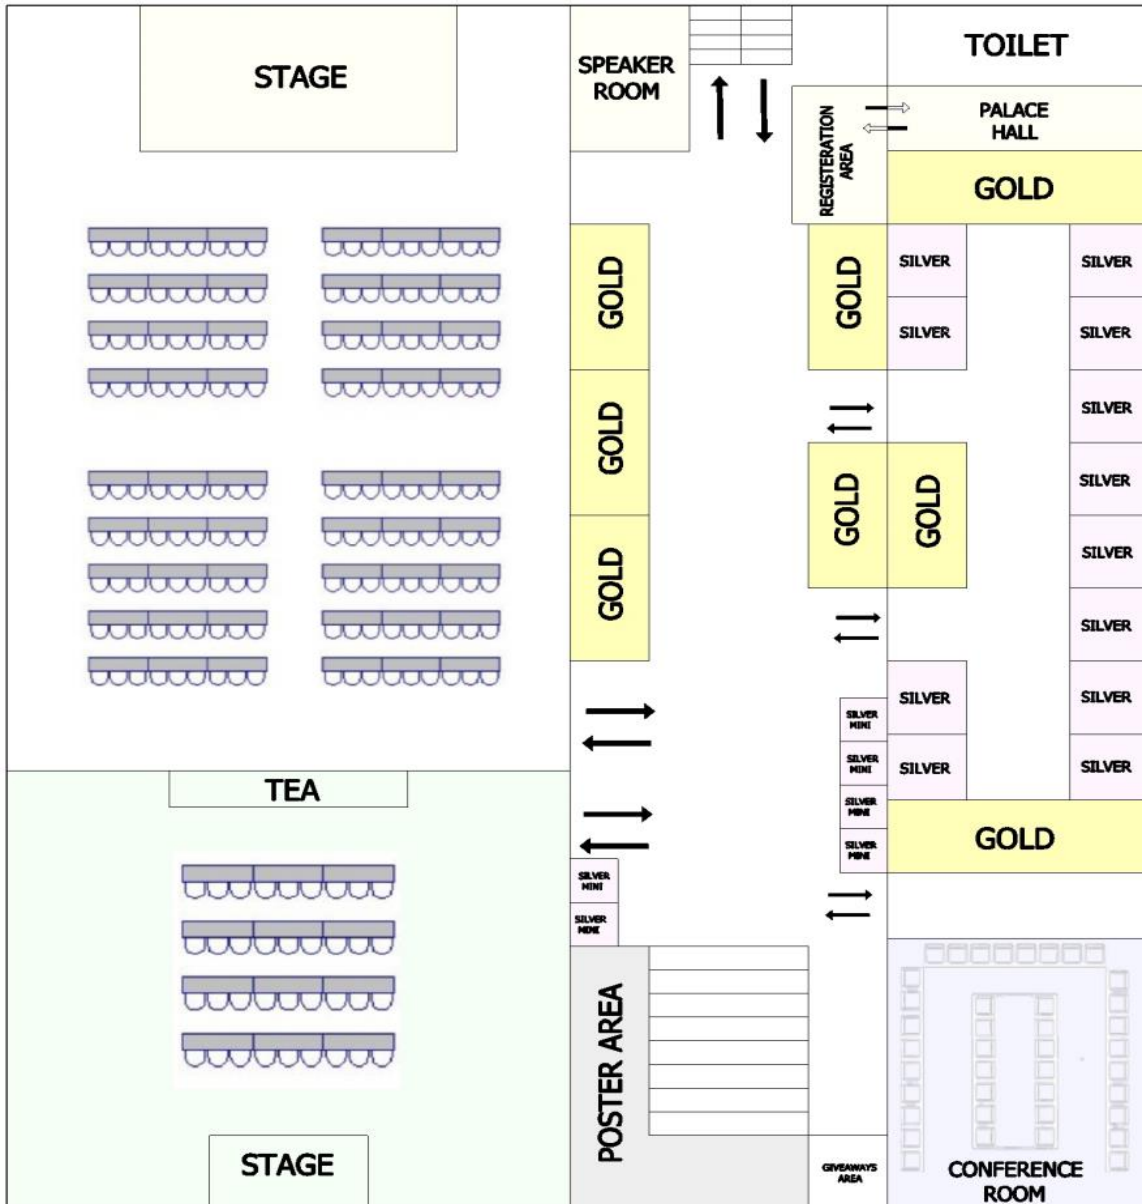 STAGE
SPEAKER
ROOM
TOILET
REGISTERATION
AREA
PALACE
HALL
GOLD
GOLD
GOLD
SILVER
SILVER
SILVER
SILVER
GOLD
SILVER
GOLD
GOLD
SILVER
SILVER
GOLD
SILVER
SILVER
SILVER
SILVER
MINI
SILVER
MINI
SILVER
SILVER
SILVER
MINI
SILVER
MINI
GOLD
TEA
SILVER
MINI
SILVER
MINI
POSTER AREA
STAGE
GIVEAWAYS
AREA
CONFERENCE
ROOM